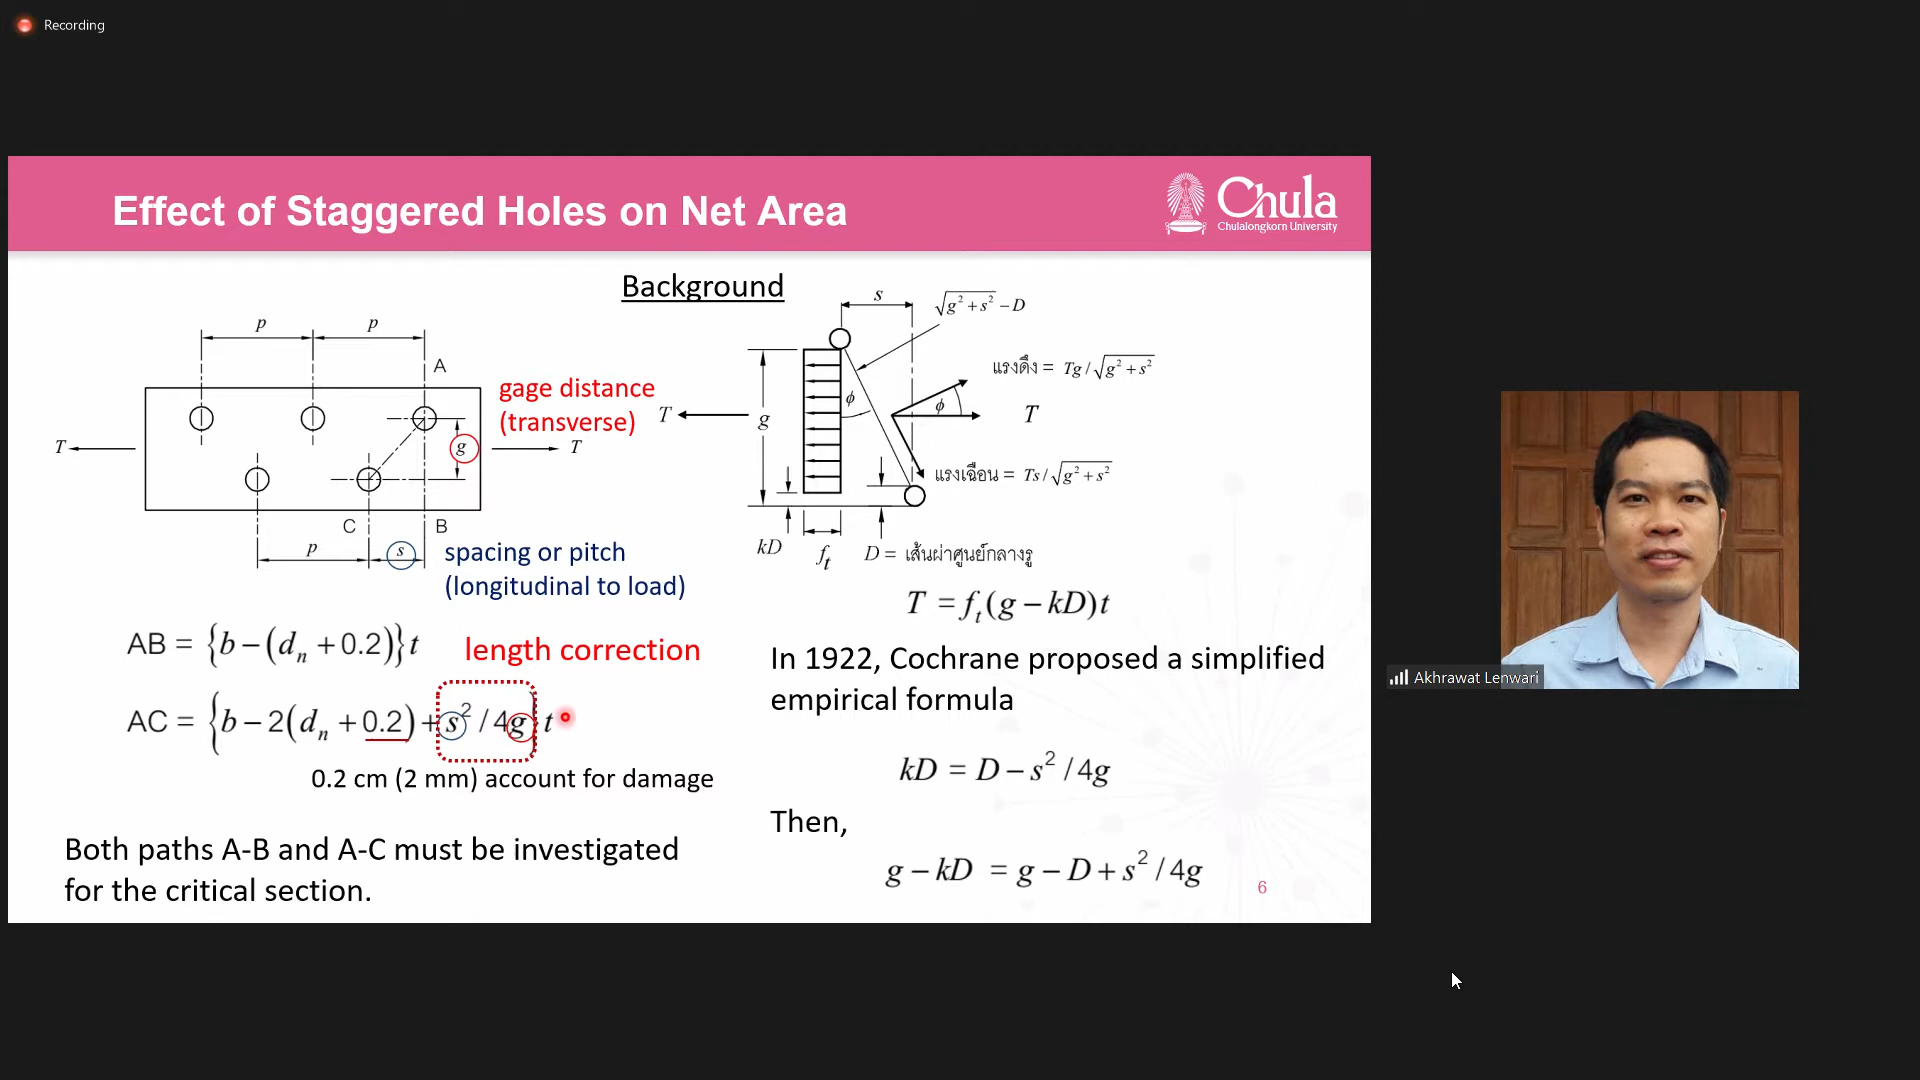 Recording
Effect of Staggered Holes on Net Area
Chula
Chulalongkorn University
Background
p p
A
gage distance
(transverse)
T
g
T
C
B
p s
spacing or pitch
(longitudinal to load)
AB = {b−(dₙ+0.2)}t
length correction
AC = {b−2(dₙ+0.2)+s²/4g}t
0.2 cm (2 mm) account for damage
Both paths A-B and A-C must be investigated
for the critical section.
s
√g²+s² −D
แรงดึง = Tg/√g²+s²
ϕ
ϕ
T
g
T
แรงเฉือน = Ts/√g²+s²
kD
fₜ
D = เส้นผ่าศูนย์กลางรู
T = fₜ(g−kD)t
In 1922, Cochrane proposed a simplified
empirical formula
kD = D−s²/4g
Then,
g−kD = g−D+s²/4g
6
Akhrawat Lenwari